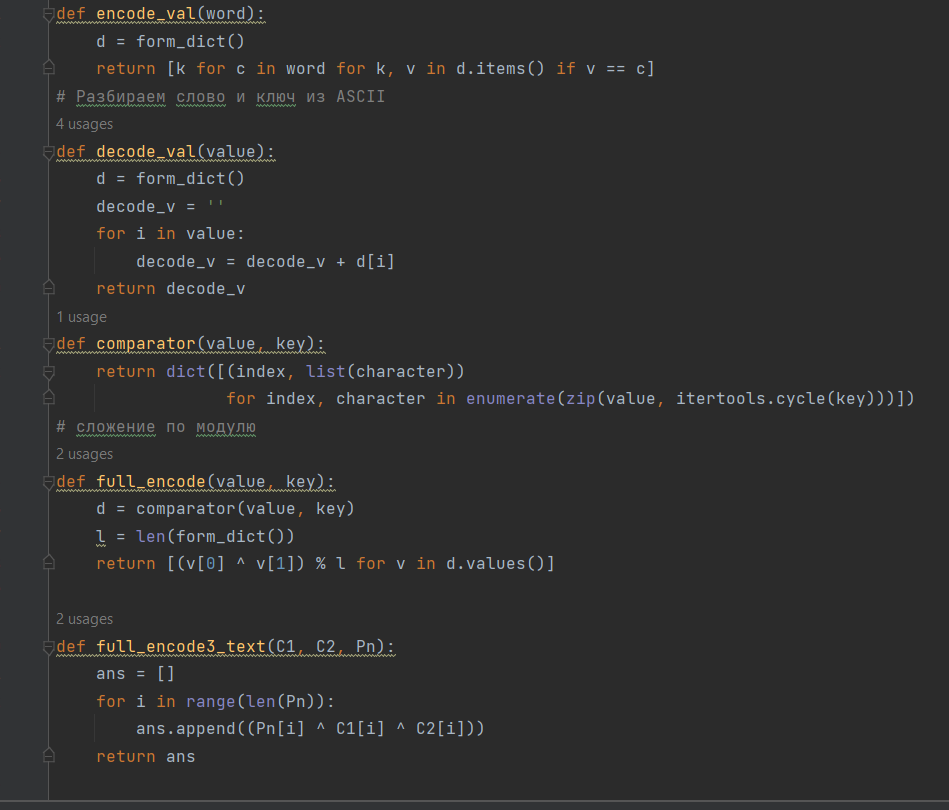 def encode_val(word):
    d = form_dict()
    return [k for c in word for k, v in d.items() if v == c]
# Разбираем слово и ключ из ASCII
4 usages
def decode_val(value):
    d = form_dict()
    decode_v = ''
    for i in value:
        decode_v = decode_v + d[i]
    return decode_v
1 usage
def comparator(value, key):
    return dict([(index, list(character))
                 for index, character in enumerate(zip(value, itertools.cycle(key)))])
# сложение по модулю
2 usages
def full_encode(value, key):
    d = comparator(value, key)
    l = len(form_dict())
    return [(v[0] ^ v[1]) % l for v in d.values()]
2 usages
def full_encode3_text(C1, C2, Pn):
    ans = []
    for i in range(len(Pn)):
        ans.append((Pn[i] ^ C1[i] ^ C2[i]))
    return ans